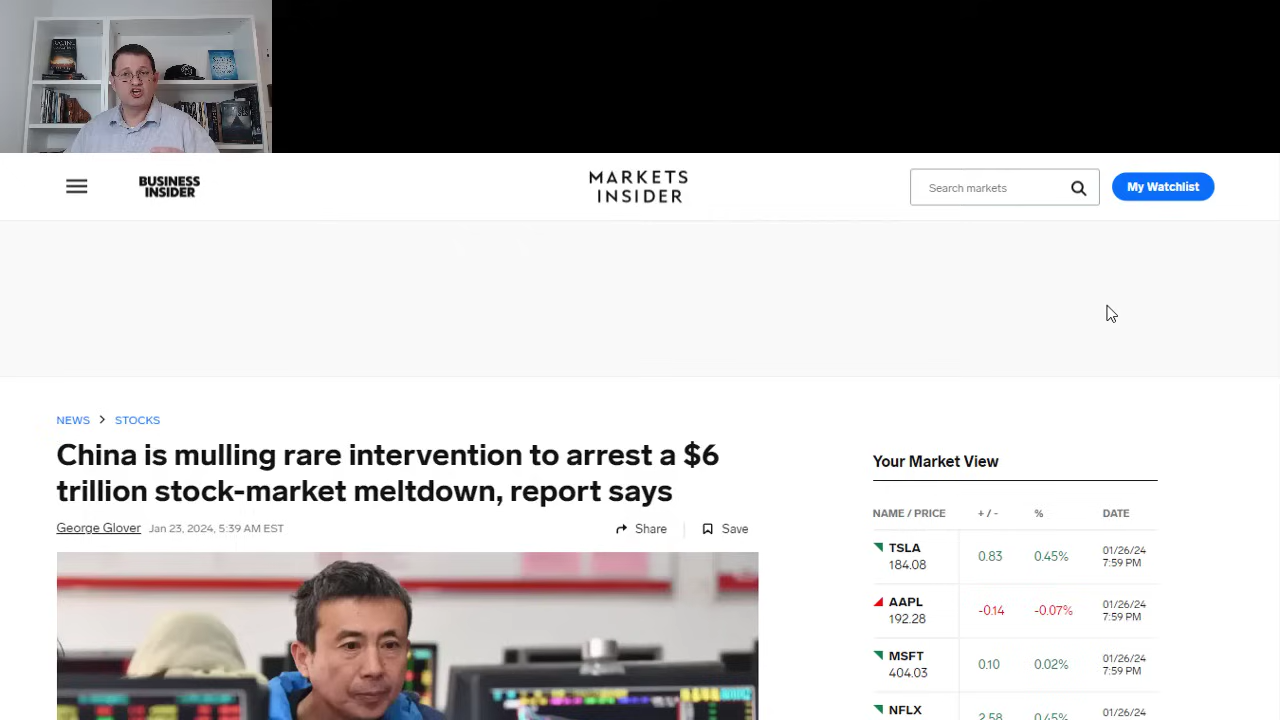 BUSINESS
INSIDER
MARKETS
INSIDER
Search markets
My Watchlist
NEWS > STOCKS
China is mulling rare intervention to arrest a $6
trillion stock-market meltdown, report says
George Glover Jan 23, 2024, 5:39 AM EST
Share
Save
Your Market View
NAME / PRICE + / - % DATE
TSLA
184.08
0.83 0.45%
01/26/24
7:59 PM
AAPL
192.28
-0.14 -0.07%
01/26/24
7:59 PM
MSFT
404.03
0.10 0.02%
01/26/24
7:59 PM
NFLX
2.58 0.45%
01/26/24